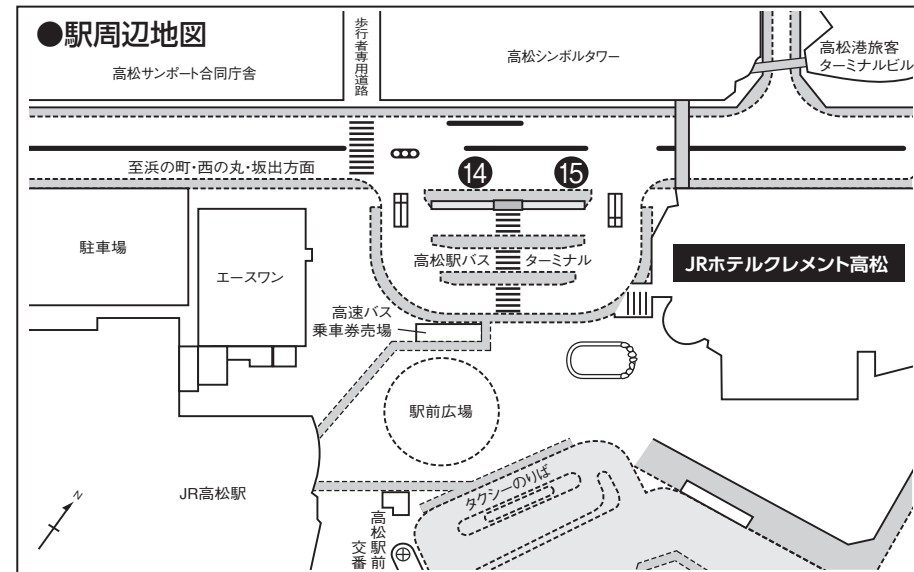 ●駅周辺地図
高松サンポート合同庁舎
歩行者専用道路
高松シンボルタワー
高松港旅客
ターミナルビル
至浜の町・西の丸・坂出方面
⓮
⓯
駐車場
エースワン
高松駅バス ターミナル
JRホテルクレメント高松
高速バス
乗車券売場
駅前広場
JR高松駅
タクシーのりば
高松駅前
交番
N